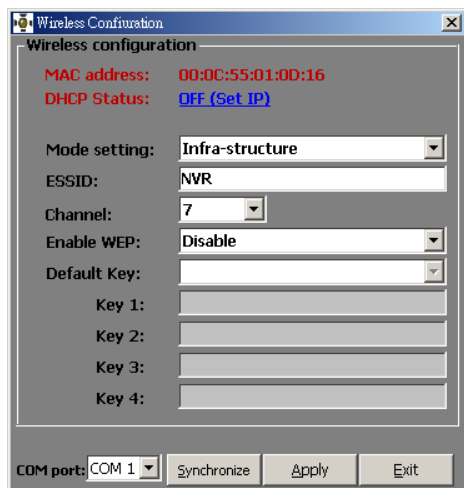 Wireless Confiuration
Wireless configuration
MAC address: 00:0C:55:01:0D:16
DHCP Status: OFF (Set IP)
Mode setting: Infra-structure
ESSID: NVR
Channel: 7
Enable WEP: Disable
Default Key:
Key 1:
Key 2:
Key 3:
Key 4:
COM port: COM 1 Synchronize Apply Exit